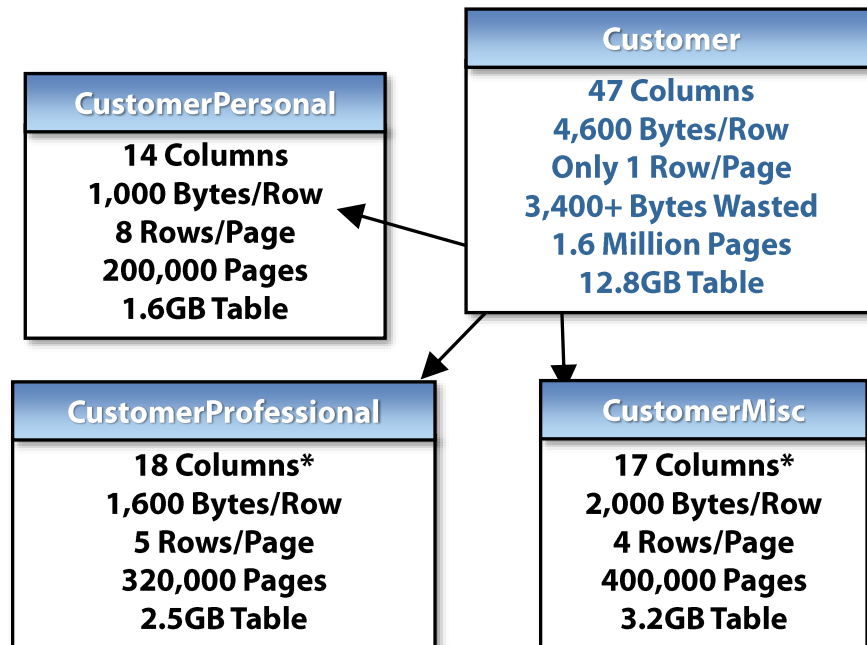 Customer
47 Columns
4,600 Bytes/Row
Only 1 Row/Page
3,400+ Bytes Wasted
1.6 Million Pages
12.8GB Table
CustomerPersonal
14 Columns
1,000 Bytes/Row
8 Rows/Page
200,000 Pages
1.6GB Table
CustomerProfessional
18 Columns*
1,600 Bytes/Row
5 Rows/Page
320,000 Pages
2.5GB Table
CustomerMisc
17 Columns*
2,000 Bytes/Row
4 Rows/Page
400,000 Pages
3.2GB Table